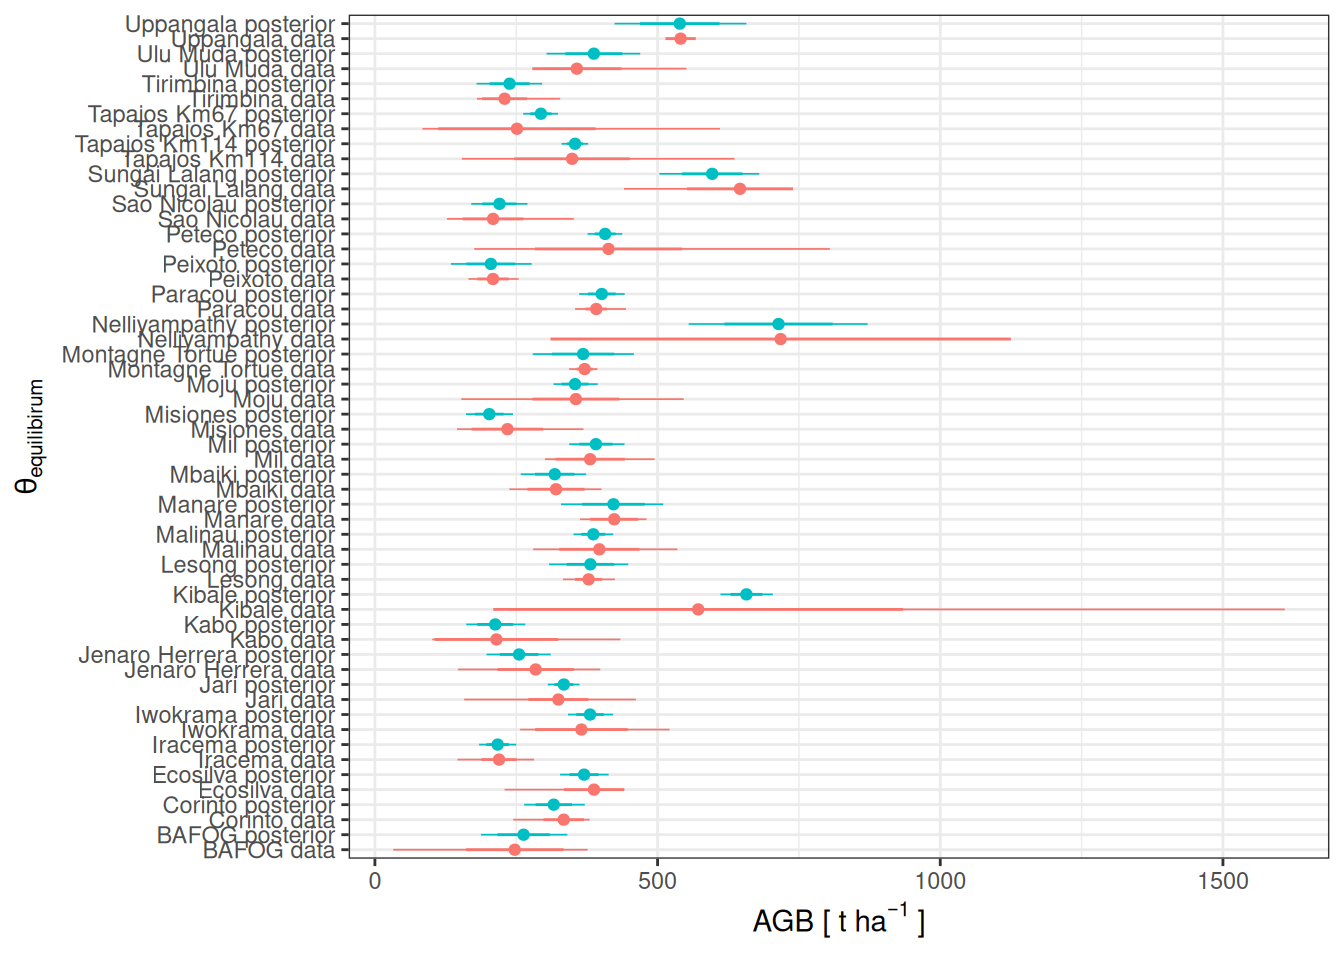 Uppangala posterior
Uppangala data
Ulu Muda posterior
Ulu Muda data
Tirimbina posterior
Tirimbina data
Tapajos Km67 posterior
Tapajos Km67 data
Tapajos Km114 posterior
Tapajos Km114 data
Sungai Lalang posterior
Sungai Lalang data
Sao Nicolau posterior
Sao Nicolau data
Peteco posterior
Peteco data
Peixoto posterior
Peixoto data
Paracou posterior
Paracou data
Nelliyampathy posterior
Nelliyampathy data
Montagne Tortue posterior
Montagne Tortue data
Moju posterior
Moju data
Misiones posterior
Misiones data
Mil posterior
Mil data
Mbaiki posterior
Mbaiki data
Manare posterior
Manare data
Malinau posterior
Malinau data
Lesong posterior
Lesong data
Kibale posterior
Kibale data
Kabo posterior
Kabo data
Jenaro Herrera posterior
Jenaro Herrera data
Jari posterior
Jari data
Iwokrama posterior
Iwokrama data
Iracema posterior
Iracema data
Ecosilva posterior
Ecosilva data
Corinto posterior
Corinto data
BAFOG posterior
BAFOG data
θequilibirum
0 500 1000 1500
AGB [ t ha⁻¹ ]